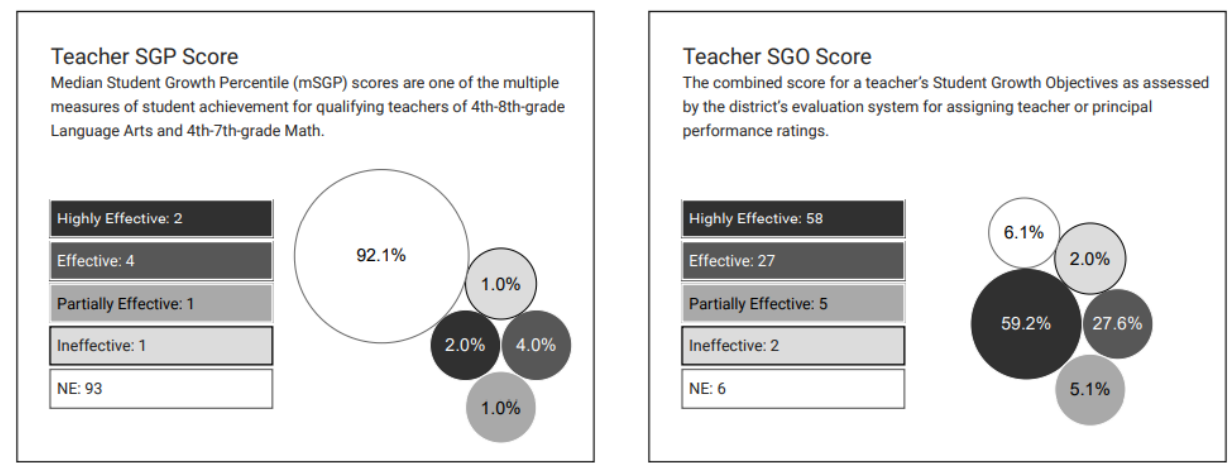 Teacher SGP Score
Median Student Growth Percentile (mSGP) scores are one of the multiple
measures of student achievement for qualifying teachers of 4th-8th-grade
Language Arts and 4th-7th-grade Math.
Highly Effective: 2
Effective: 4
Partially Effective: 1
Ineffective: 1
NE: 93
92.1%
1.0%
2.0%
4.0%
1.0%
Teacher SGO Score
The combined score for a teacher's Student Growth Objectives as assessed
by the district's evaluation system for assigning teacher or principal
performance ratings.
Highly Effective: 58
Effective: 27
Partially Effective: 5
Ineffective: 2
NE: 6
6.1%
2.0%
59.2%
27.6%
5.1%